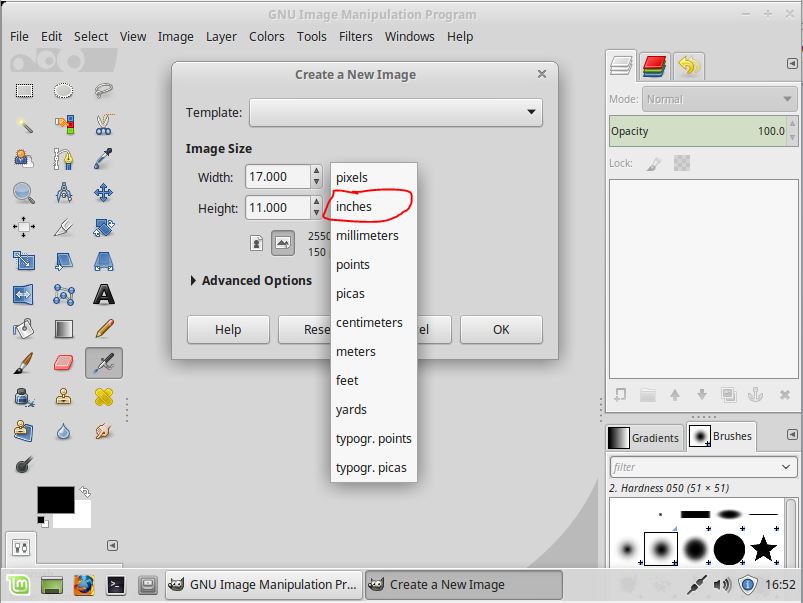 GNU Image Manipulation Program
File Edit Select View Image Layer Colors Tools Filters Windows Help
Create a New Image
Template:
Image Size
Width: 17.000
Height: 11.000
2550
150
Advanced Options
Help Rese el OK
pixels
inches
millimeters
points
picas
centimeters
meters
feet
yards
typogr. points
typogr. picas
Mode: Normal
Opacity 100.0
Lock:
Gradients Brushes
filter
2. Hardness 050 (51 × 51)
GNU Image Manipulation Pr... Create a New Image 16:52